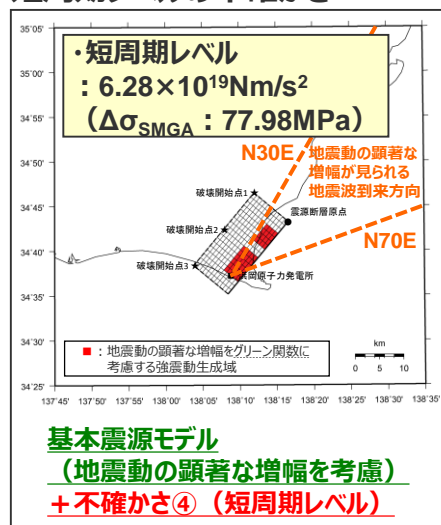 ・短周期レベル
：6.28×10¹⁹Nm/s²
（Δσ_SMGA：77.98MPa）
35°05'
35°00'
34°55'
34°50'
34°45'
34°40'
34°35'
34°30'
34°25'
N30E
地震動の顕著な
増幅が見られる
地震波到来方向
N70E
破壊開始点1
震源断層原点
破壊開始点2
破壊開始点3
浜岡原子力発電所
■：地震動の顕著な増幅をグリーン関数に
考慮する強震動生成域
km
0 5 10
137°45' 137°50' 137°55' 138°00' 138°05' 138°10' 138°15' 138°20' 138°25' 138°30' 138°35'
基本震源モデル
（地震動の顕著な増幅を考慮）
＋不確かさ④（短周期レベル）